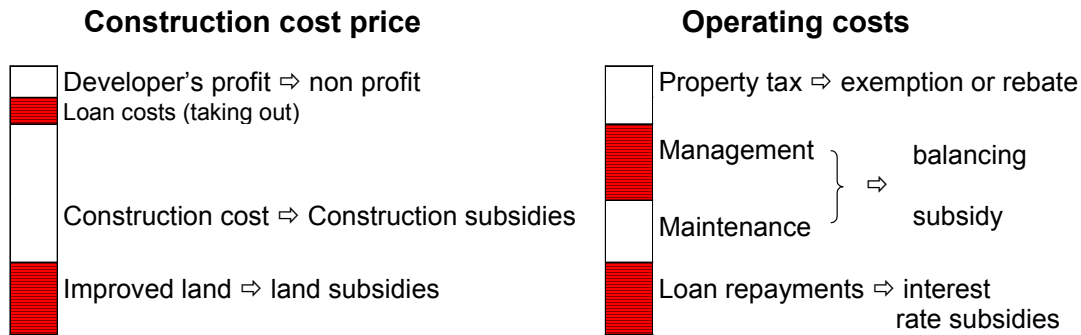 Construction cost price
Developer's profit ⇨ non profit
Loan costs (taking out)
Construction cost ⇨ Construction subsidies
Improved land ⇨ land subsidies
Operating costs
Property tax ⇨ exemption or rebate
Management
Maintenance
⇨ balancing
subsidy
Loan repayments ⇨ interest
rate subsidies